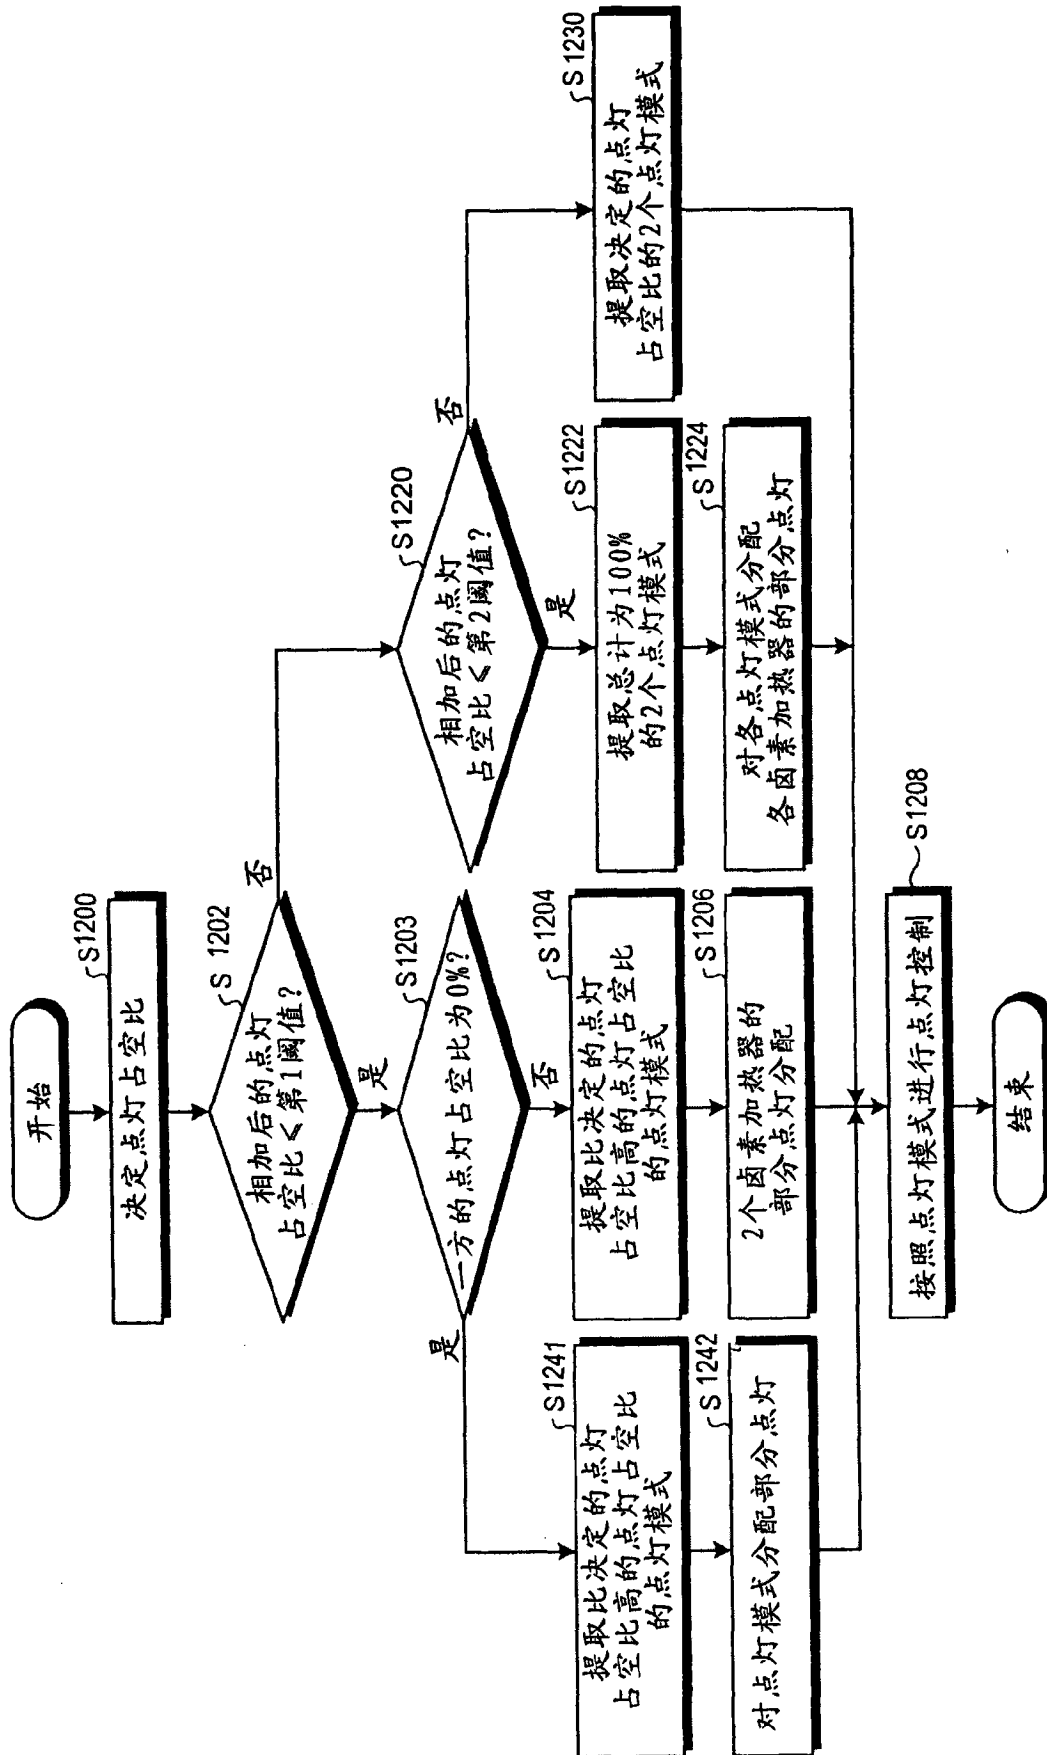 开始
S1200
决定点灯占空比
S1202
相加后的点灯
占空比≤第1阈值?
否
是
S1203
一方的点灯占空比为0%?
是
否
S1241
提取比决定的点灯
占空比高的点灯占空比
的点灯模式
S1242
对点灯模式分配部分点灯
S1204
提取比决定的点灯
占空比高的点灯占空比
的点灯模式
S1206
2个卤素加热器的
部分点灯分配
S1220
相加后的点灯
占空比≤第2阈值?
否
是
S1222
提取总计为100%
的2个点灯模式
S1224
对各点灯模式分配
各卤素加热器的部分点灯
S1230
提取决定的点灯
占空比的2个点灯模式
S1208
按照点灯模式进行点灯控制
结束